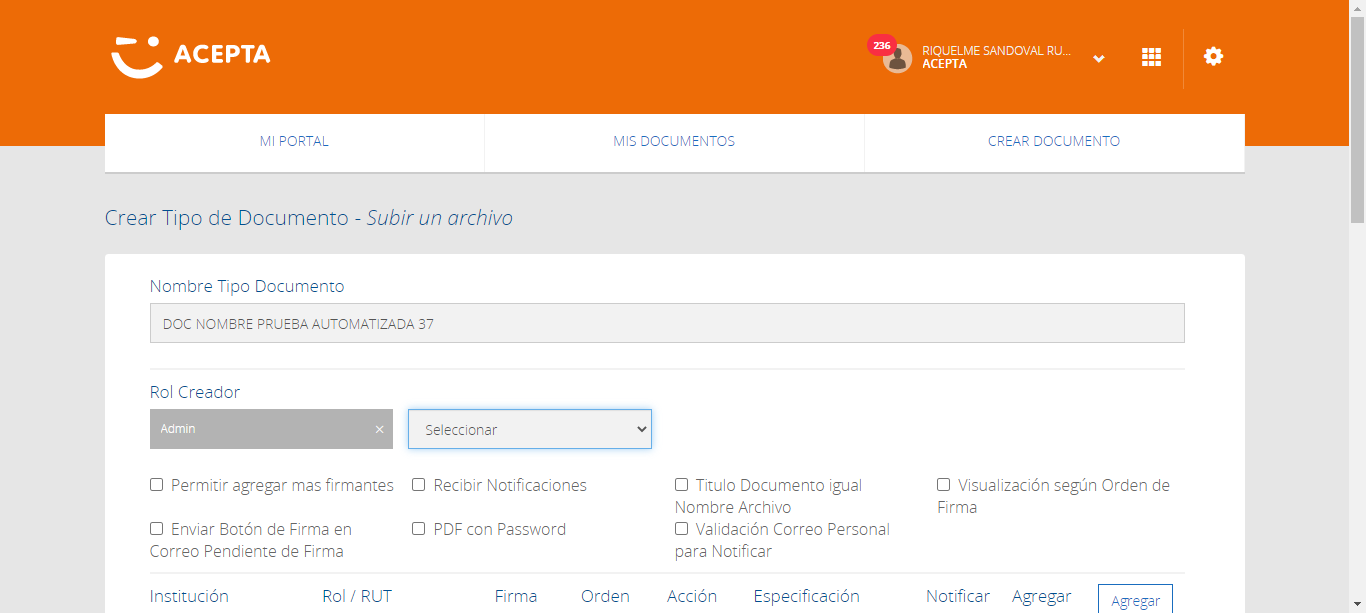 ACEPTA
236
RIQUELME SANDOVAL RU...
ACEPTA
MI PORTAL
MIS DOCUMENTOS
CREAR DOCUMENTO
Crear Tipo de Documento - Subir un archivo
Nombre Tipo Documento
DOC NOMBRE PRUEBA AUTOMATIZADA 37
Rol Creador
Admin ×
Seleccionar
Permitir agregar mas firmantes
Recibir Notificaciones
Titulo Documento igual
Nombre Archivo
Visualización según Orden de
Firma
Enviar Botón de Firma en
Correo Pendiente de Firma
PDF con Password
Validación Correo Personal
para Notificar
Institución
Rol / RUT
Firma
Orden
Acción
Especificación
Notificar
Agregar
Agregar